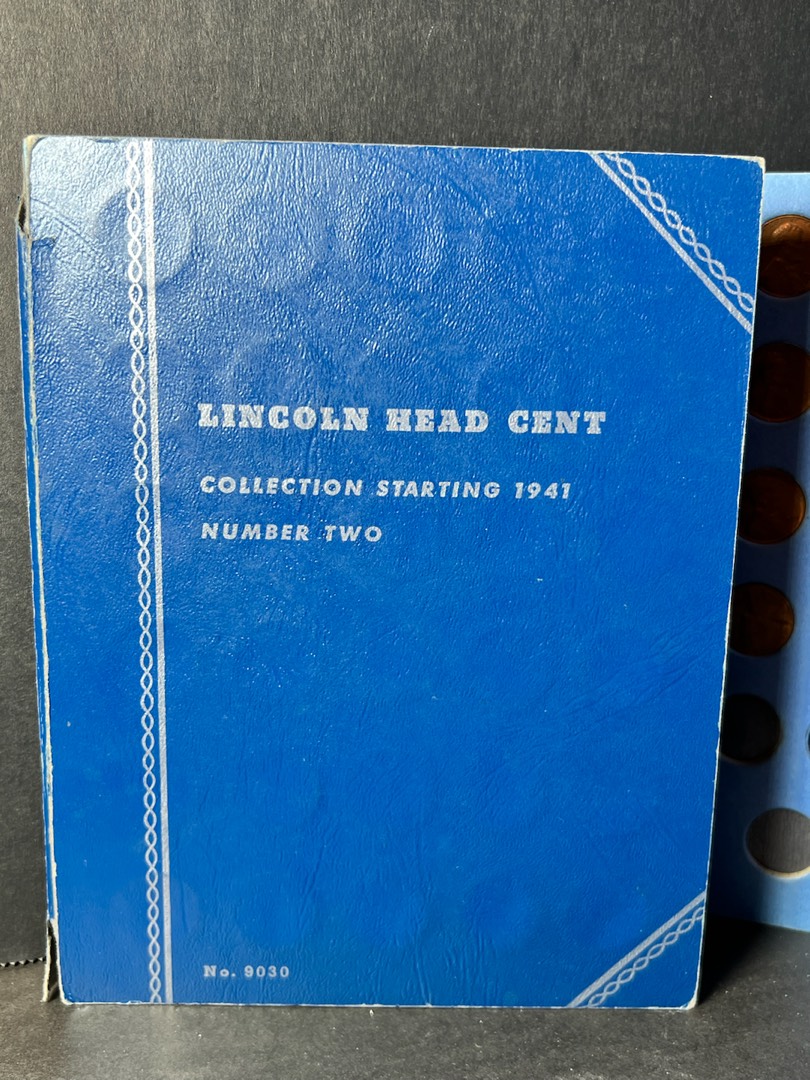 LINCOLN HEAD CENT
COLLECTION STARTING 1941
NUMBER TWO
No. 9030